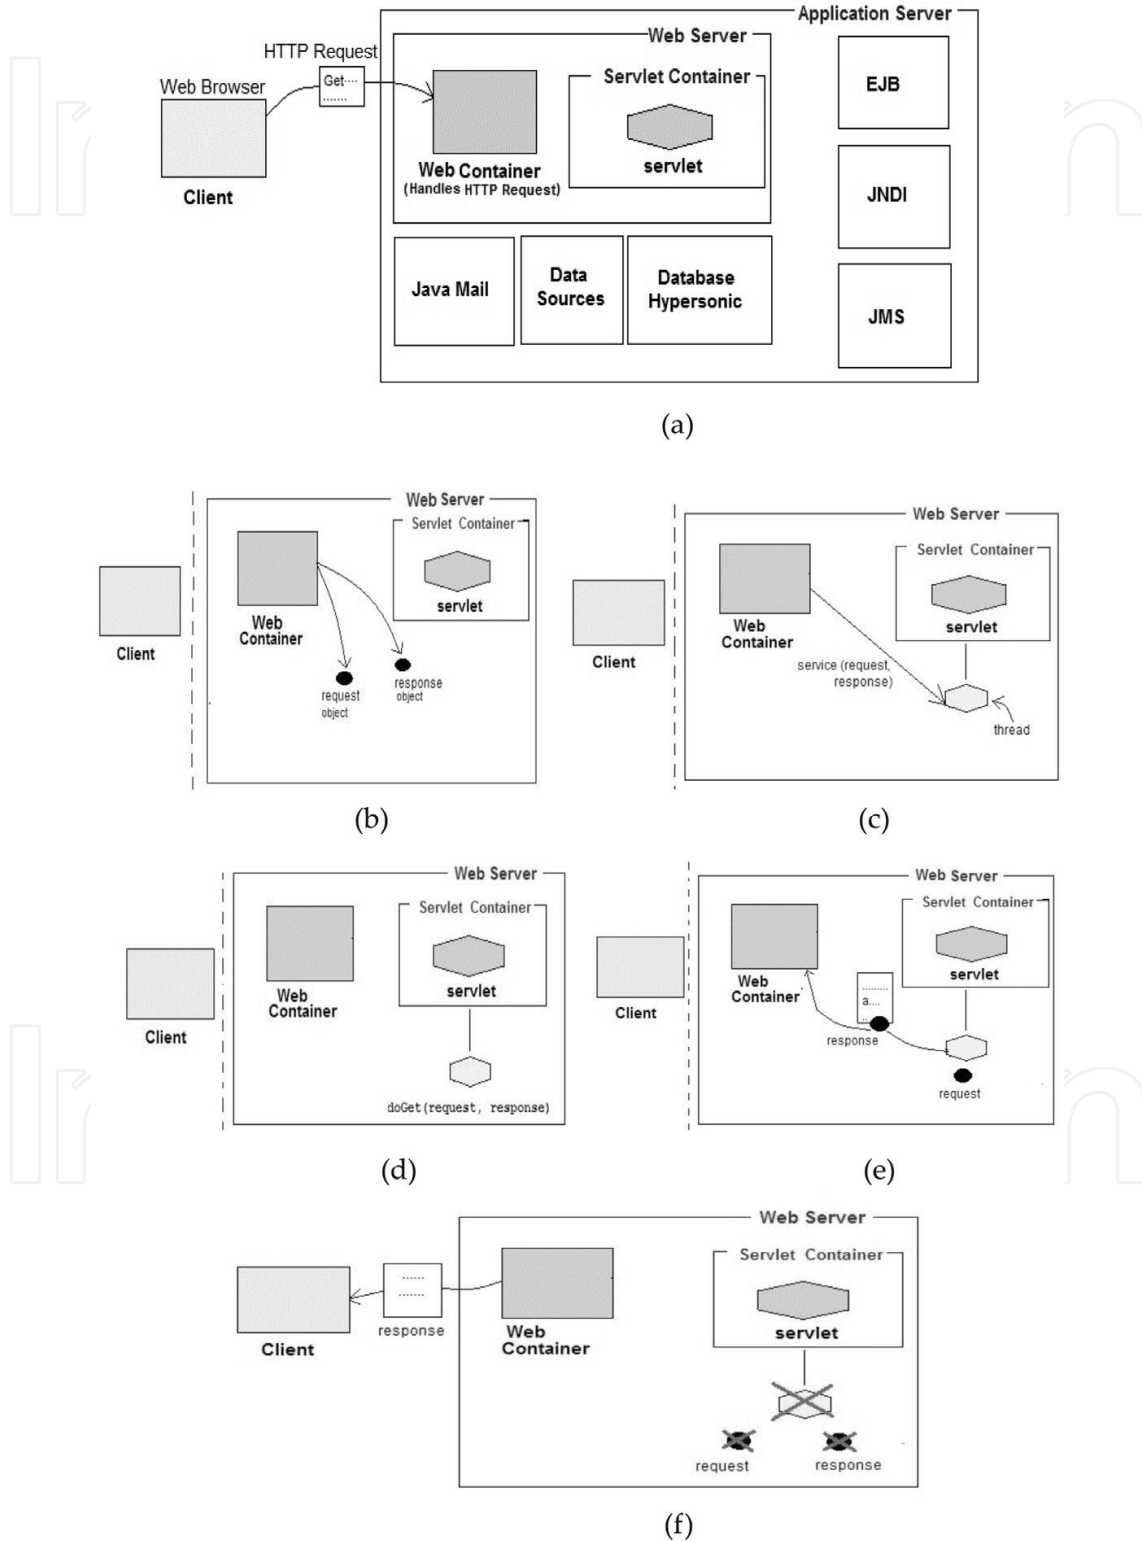 Application Server
Web Server
HTTP Request
Get....
.......
Web Browser
Client
Web Container
(Handles HTTP Request)
Servlet Container
servlet
EJB
JNDI
JMS
Java Mail
Data
Sources
Database
Hypersonic
(a)
Web Server
Servlet Container
servlet
Web
Container
Client
request
object
response
object
(b)
Web Server
Servlet Container
servlet
Web
Container
Client
service (request,
response)
thread
(c)
Web Server
Servlet Container
servlet
Web
Container
Client
doGet(request, response)
(d)
Web Server
Servlet Container
servlet
Web
Container
Client
.........
a....
..
response
request
(e)
Web Server
Servlet Container
servlet
Web
Container
Client
......
.......
response
request
response
(f)